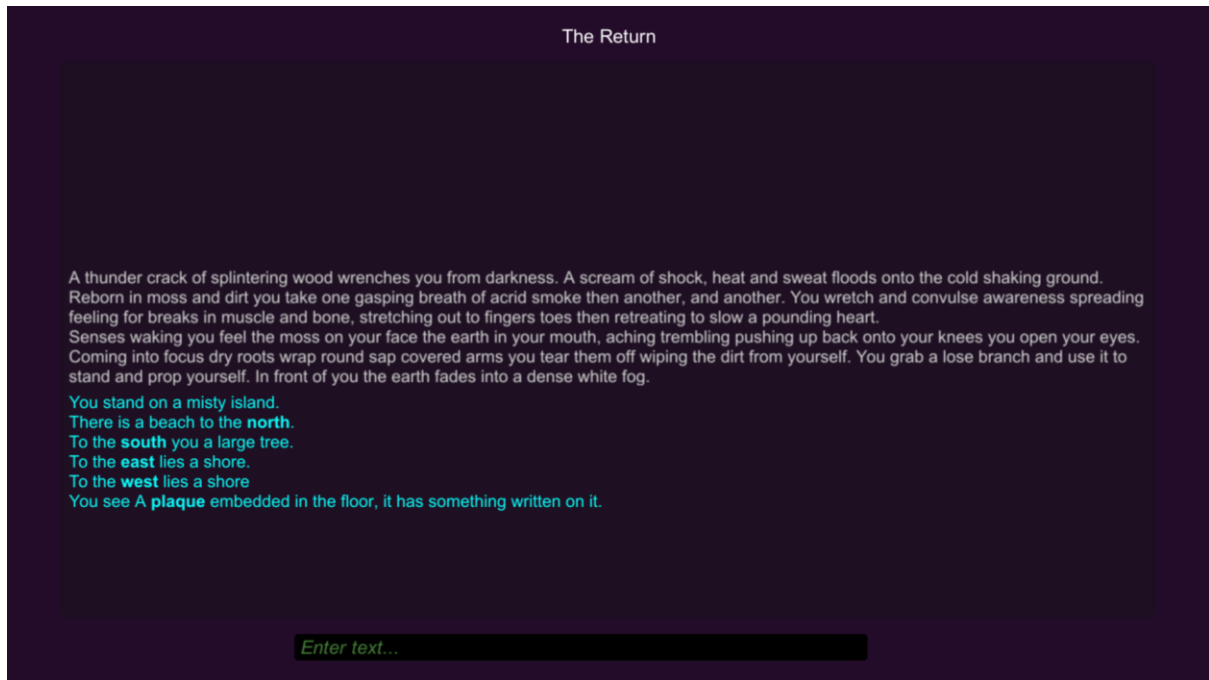 The Return
A thunder crack of splintering wood wrenches you from darkness. A scream of shock, heat and sweat floods onto the cold shaking ground.
Reborn in moss and dirt you take one gasping breath of acrid smoke then another, and another. You wretch and convulse awareness spreading
feeling for breaks in muscle and bone, stretching out to fingers toes then retreating to slow a pounding heart.
Senses waking you feel the moss on your face the earth in your mouth, aching trembling pushing up back onto your knees you open your eyes.
Coming into focus dry roots wrap round sap covered arms you tear them off wiping the dirt from yourself. You grab a lose branch and use it to
stand and prop yourself. In front of you the earth fades into a dense white fog.
You stand on a misty island.
There is a beach to the north.
To the south you a large tree.
To the east lies a shore.
To the west lies a shore
You see A plaque embedded in the floor, it has something written on it.
Enter text...